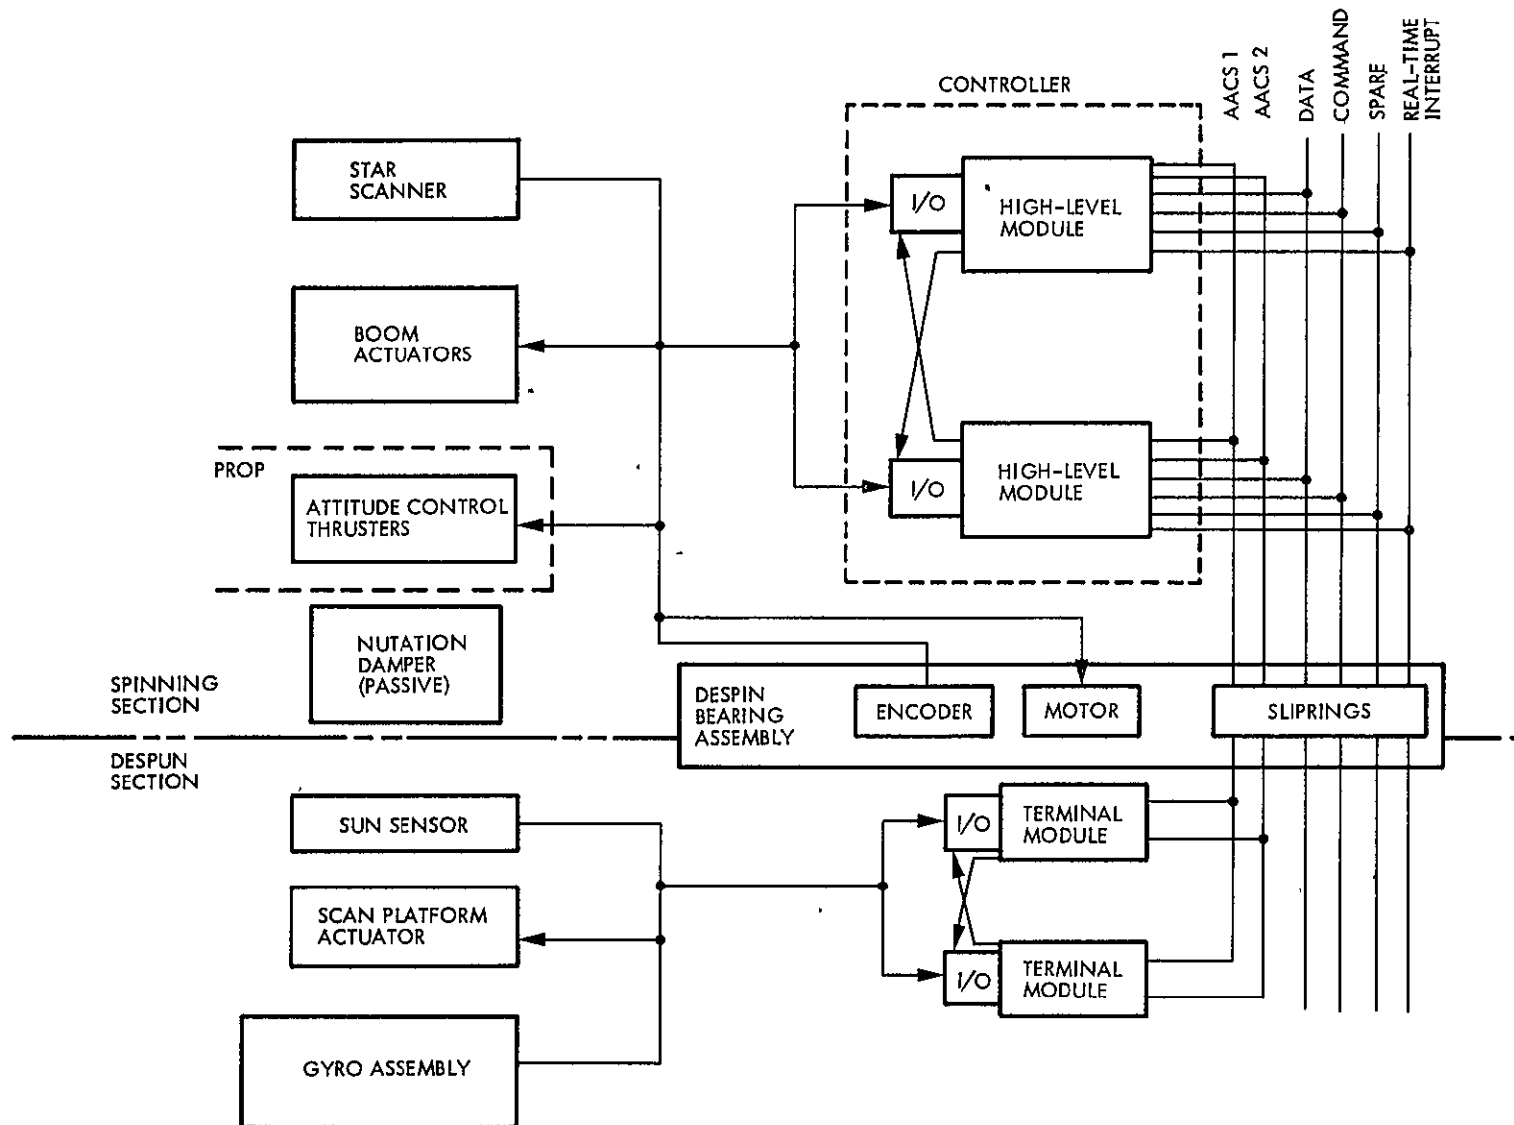 CONTROLLER
AACS 1
AACS 2
DATA
COMMAND
SPARE
REAL-TIME
INTERRUPT
STAR
SCANNER
I/O
HIGH-LEVEL
MODULE
BOOM
ACTUATORS
PROP
ATTITUDE CONTROL
THRUSTERS
I/O
HIGH-LEVEL
MODULE
NUTATION
DAMPER
(PASSIVE)
SPINNING
SECTION
DESPIN
BEARING
ASSEMBLY
ENCODER
MOTOR
SLIPRINGS
DESPUN
SECTION
SUN SENSOR
I/O
TERMINAL
MODULE
SCAN PLATFORM
ACTUATOR
I/O
TERMINAL
MODULE
GYRO ASSEMBLY